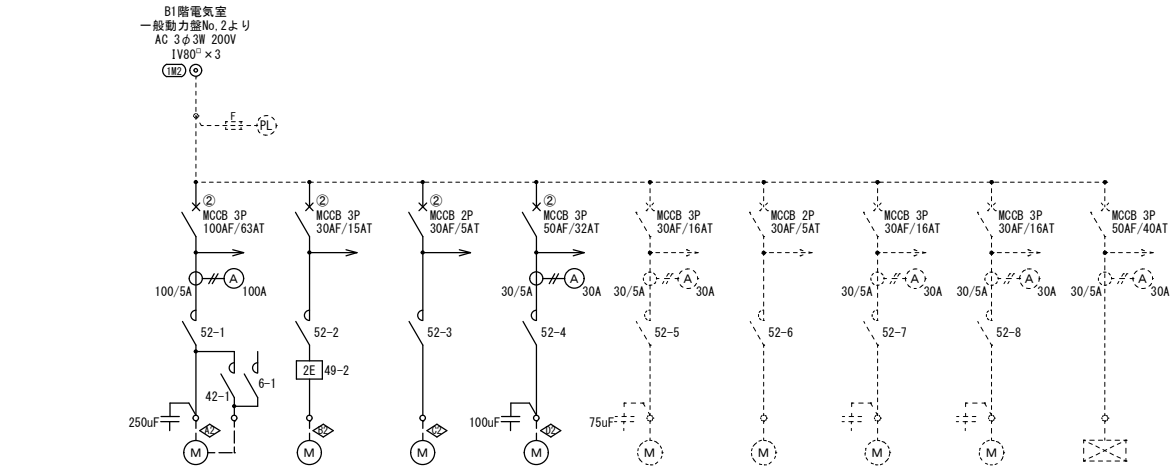 B1階電気室
一般動力盤No.2より
AC 3φ3W 200V
IV80□×3
1M2
F
PL
②
MCCB 3P
100AF/63AT
②
MCCB 3P
30AF/15AT
②
MCCB 2P
30AF/5AT
②
MCCB 3P
50AF/32AT
MCCB 3P
30AF/16AT
MCCB 2P
30AF/5AT
MCCB 3P
30AF/16AT
MCCB 3P
30AF/16AT
MCCB 3P
50AF/40AT
100/5A
A
100A
30/5A
A
30A
30/5A
A
30A
30/5A
A
30A
30/5A
A
30A
30/5A
A
30A
52-1
52-2
52-3
52-4
52-5
52-6
52-7
52-8
2E
49-2
42-1
6-1
250uF
100uF
75uF
A2
B2
C2
D2
M
M
M
M
M
M
M
M